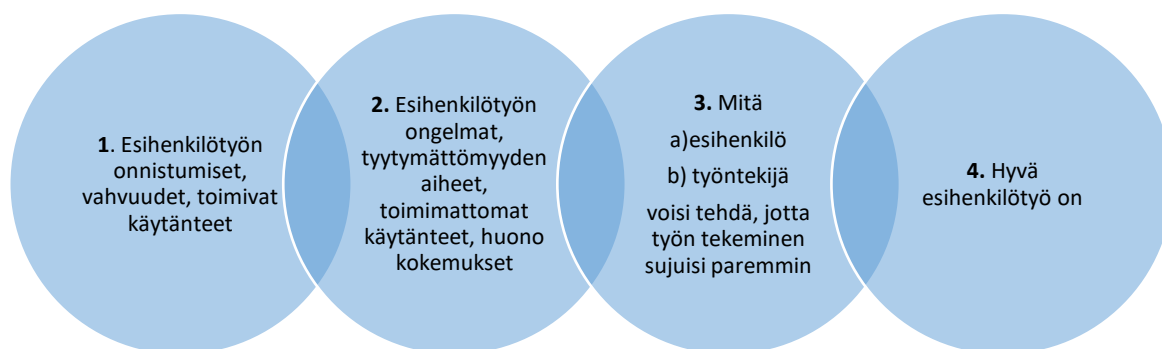 1. Esihenkilötyön
onnistumiset,
vahvuudet, toimivat
käytänteet
2. Esihenkilötyön
ongelmat,
tyytymättömyyden
aiheet,
toimimattomat
käytänteet, huono
kokemukset
3. Mitä
a)esihenkilö
b) työntekijä
voisi tehdä, jotta
työn tekeminen
sujuisi paremmin
4. Hyvä
esihenkilötyö on